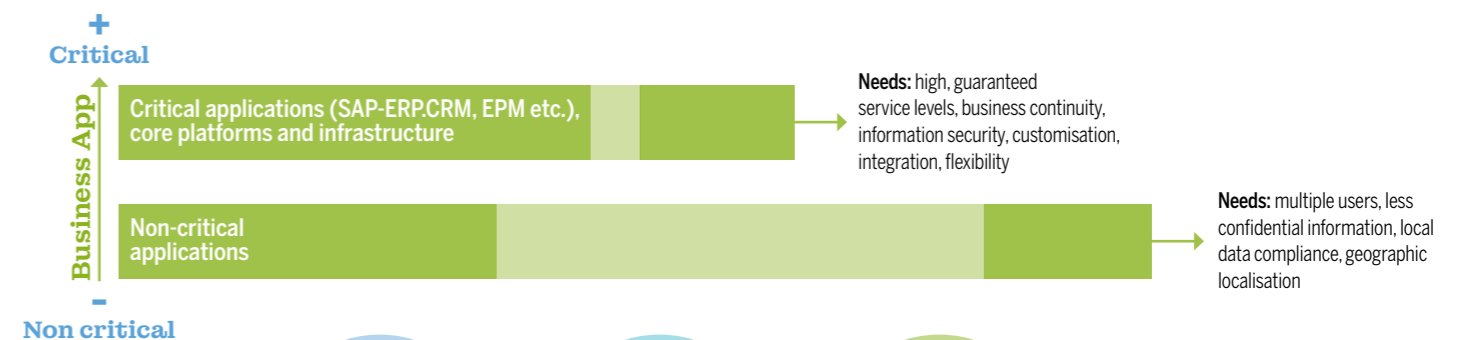 +
Critical
Business App
Critical applications (SAP-ERP.CRM, EPM etc.),
core platforms and infrastructure
Needs: high, guaranteed
service levels, business continuity,
information security, customisation,
integration, flexibility
Non-critical
applications
Needs: multiple users, less
confidential information, local
data compliance, geographic
localisation
-
Non critical